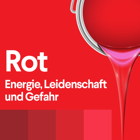 Rot
Energie, Leidenschaft
und Gefahr